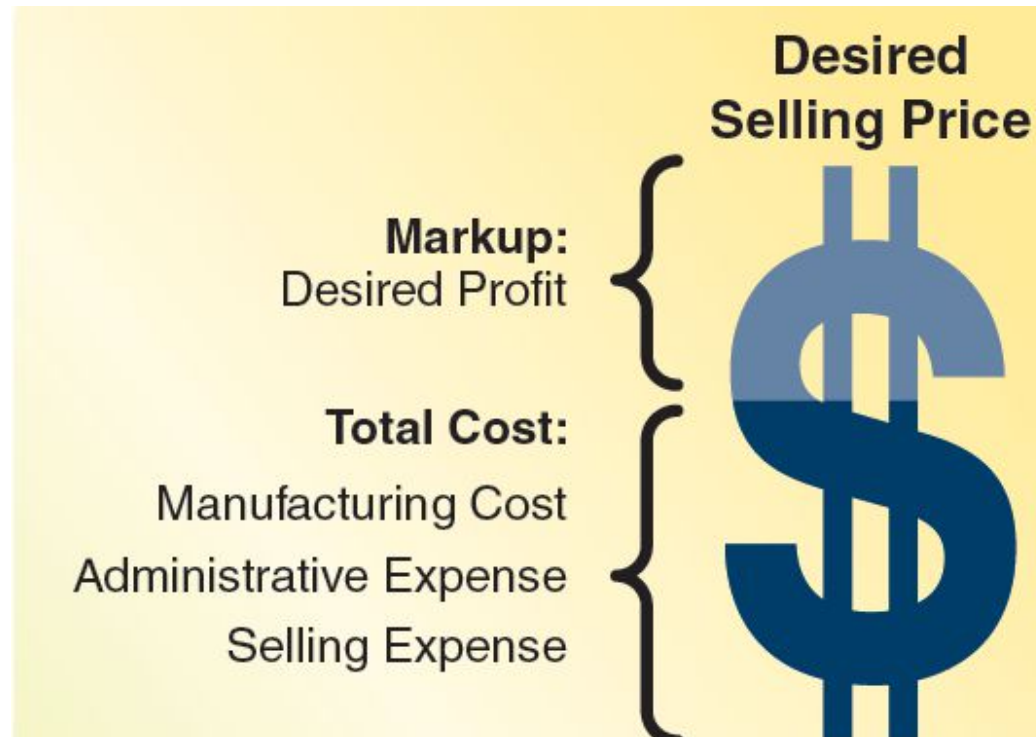 Desired
Selling Price
Markup:
Desired Profit
Total Cost:
Manufacturing Cost
Administrative Expense
Selling Expense